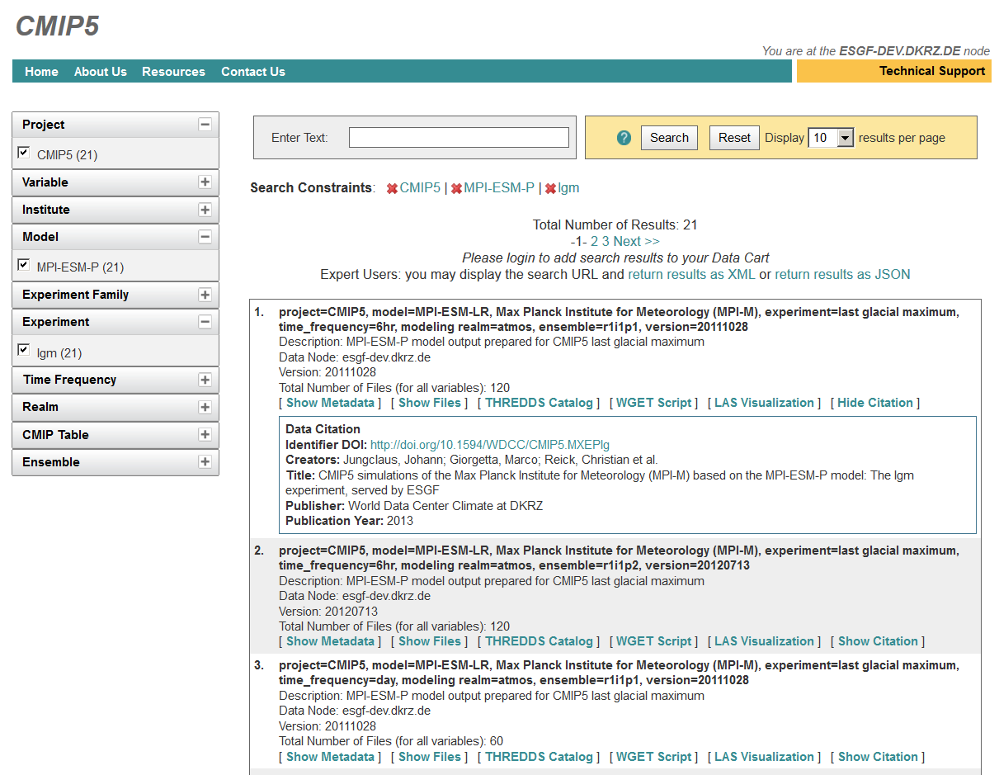 CMIP5
You are at the ESGF-DEV.DKRZ.DE node
Home About Us Resources Contact Us
Technical Support
Project
CMIP5 (21)
Variable
Institute
Model
MPI-ESM-P (21)
Experiment Family
Experiment
lgm (21)
Time Frequency
Realm
CMIP Table
Ensemble
Enter Text:
? Search Reset Display 10 results per page
Search Constraints: CMIP5 | MPI-ESM-P | lgm
Total Number of Results: 21
-1- 2 3 Next >>
Please login to add search results to your Data Cart
Expert Users: you may display the search URL and return results as XML or return results as JSON
1. project=CMIP5, model=MPI-ESM-LR, Max Planck Institute for Meteorology (MPI-M), experiment=last glacial maximum,
time_frequency=6hr, modeling realm=atmos, ensemble=r1i1p1, version=20111028
Description: MPI-ESM-P model output prepared for CMIP5 last glacial maximum
Data Node: esgf-dev.dkrz.de
Version: 20111028
Total Number of Files (for all variables): 120
[ Show Metadata ] [ Show Files ] [ THREDDS Catalog ] [ WGET Script ] [ LAS Visualization ] [ Hide Citation ]
Data Citation
Identifier DOI: http://doi.org/10.1594/WDCC/CMIP5.MXEPlg
Creators: Jungclaus, Johann; Giorgetta, Marco; Reick, Christian et al.
Title: CMIP5 simulations of the Max Planck Institute for Meteorology (MPI-M) based on the MPI-ESM-P model: The lgm
experiment, served by ESGF
Publisher: World Data Center Climate at DKRZ
Publication Year: 2013
2. project=CMIP5, model=MPI-ESM-LR, Max Planck Institute for Meteorology (MPI-M), experiment=last glacial maximum,
time_frequency=6hr, modeling realm=atmos, ensemble=r1i1p2, version=20120713
Description: MPI-ESM-P model output prepared for CMIP5 last glacial maximum
Data Node: esgf-dev.dkrz.de
Version: 20120713
Total Number of Files (for all variables): 120
[ Show Metadata ] [ Show Files ] [ THREDDS Catalog ] [ WGET Script ] [ LAS Visualization ] [ Show Citation ]
3. project=CMIP5, model=MPI-ESM-LR, Max Planck Institute for Meteorology (MPI-M), experiment=last glacial maximum,
time_frequency=day, modeling realm=atmos, ensemble=r1i1p1, version=20111028
Description: MPI-ESM-P model output prepared for CMIP5 last glacial maximum
Data Node: esgf-dev.dkrz.de
Version: 20111028
Total Number of Files (for all variables): 60
[ Show Metadata ] [ Show Files ] [ THREDDS Catalog ] [ WGET Script ] [ LAS Visualization ] [ Show Citation ]